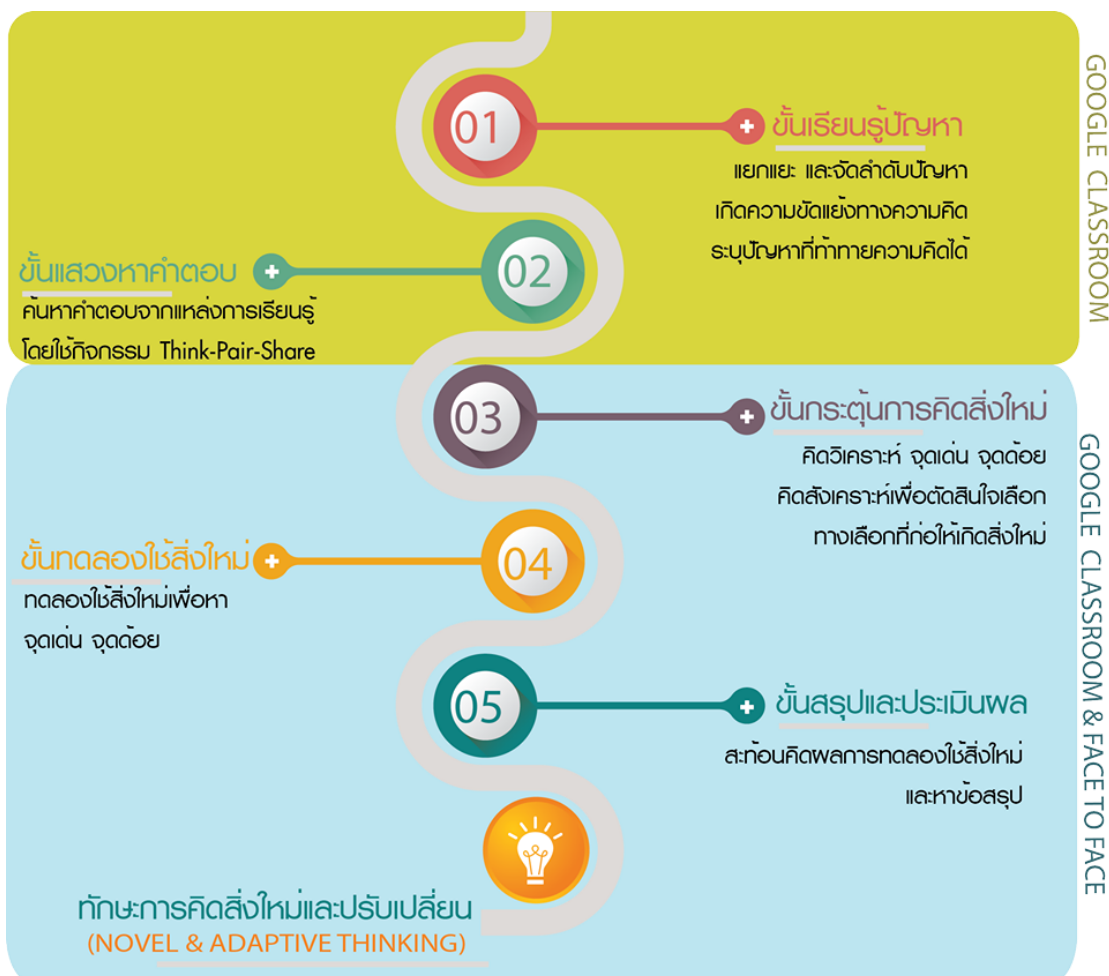 01
ขั้นเรียนรู้ปัญหา
แยกแยะ และจัดลำดับปัญหา
เกิดความขัดแย้งทางความคิด
ระบุปัญหาที่ท้าทายความคิดได้
02
ขั้นแสวงหาคำตอบ
ค้นหาคำตอบจากแหล่งการเรียนรู้
โดยใช้กิจกรรม Think-Pair-Share
GOOGLE CLASSROOM
03
ขั้นกระตุ้นการคิดสิ่งใหม่
คิดวิเคราะห์ จุดเด่น จุดด้อย
คิดสังเคราะห์เพื่อตัดสินใจเลือก
ทางเลือกที่ก่อให้เกิดสิ่งใหม่
04
ขั้นทดลองใช้สิ่งใหม่
ทดลองใช้สิ่งใหม่เพื่อหา
จุดเด่น จุดด้อย
05
ขั้นสรุปและประเมินผล
สะท้อนคิดผลการทดลองใช้สิ่งใหม่
และหาข้อสรุป
ทักษะการคิดสิ่งใหม่และปรับเปลี่ยน
(NOVEL & ADAPTIVE THINKING)
GOOGLE CLASSROOM & FACE TO FACE